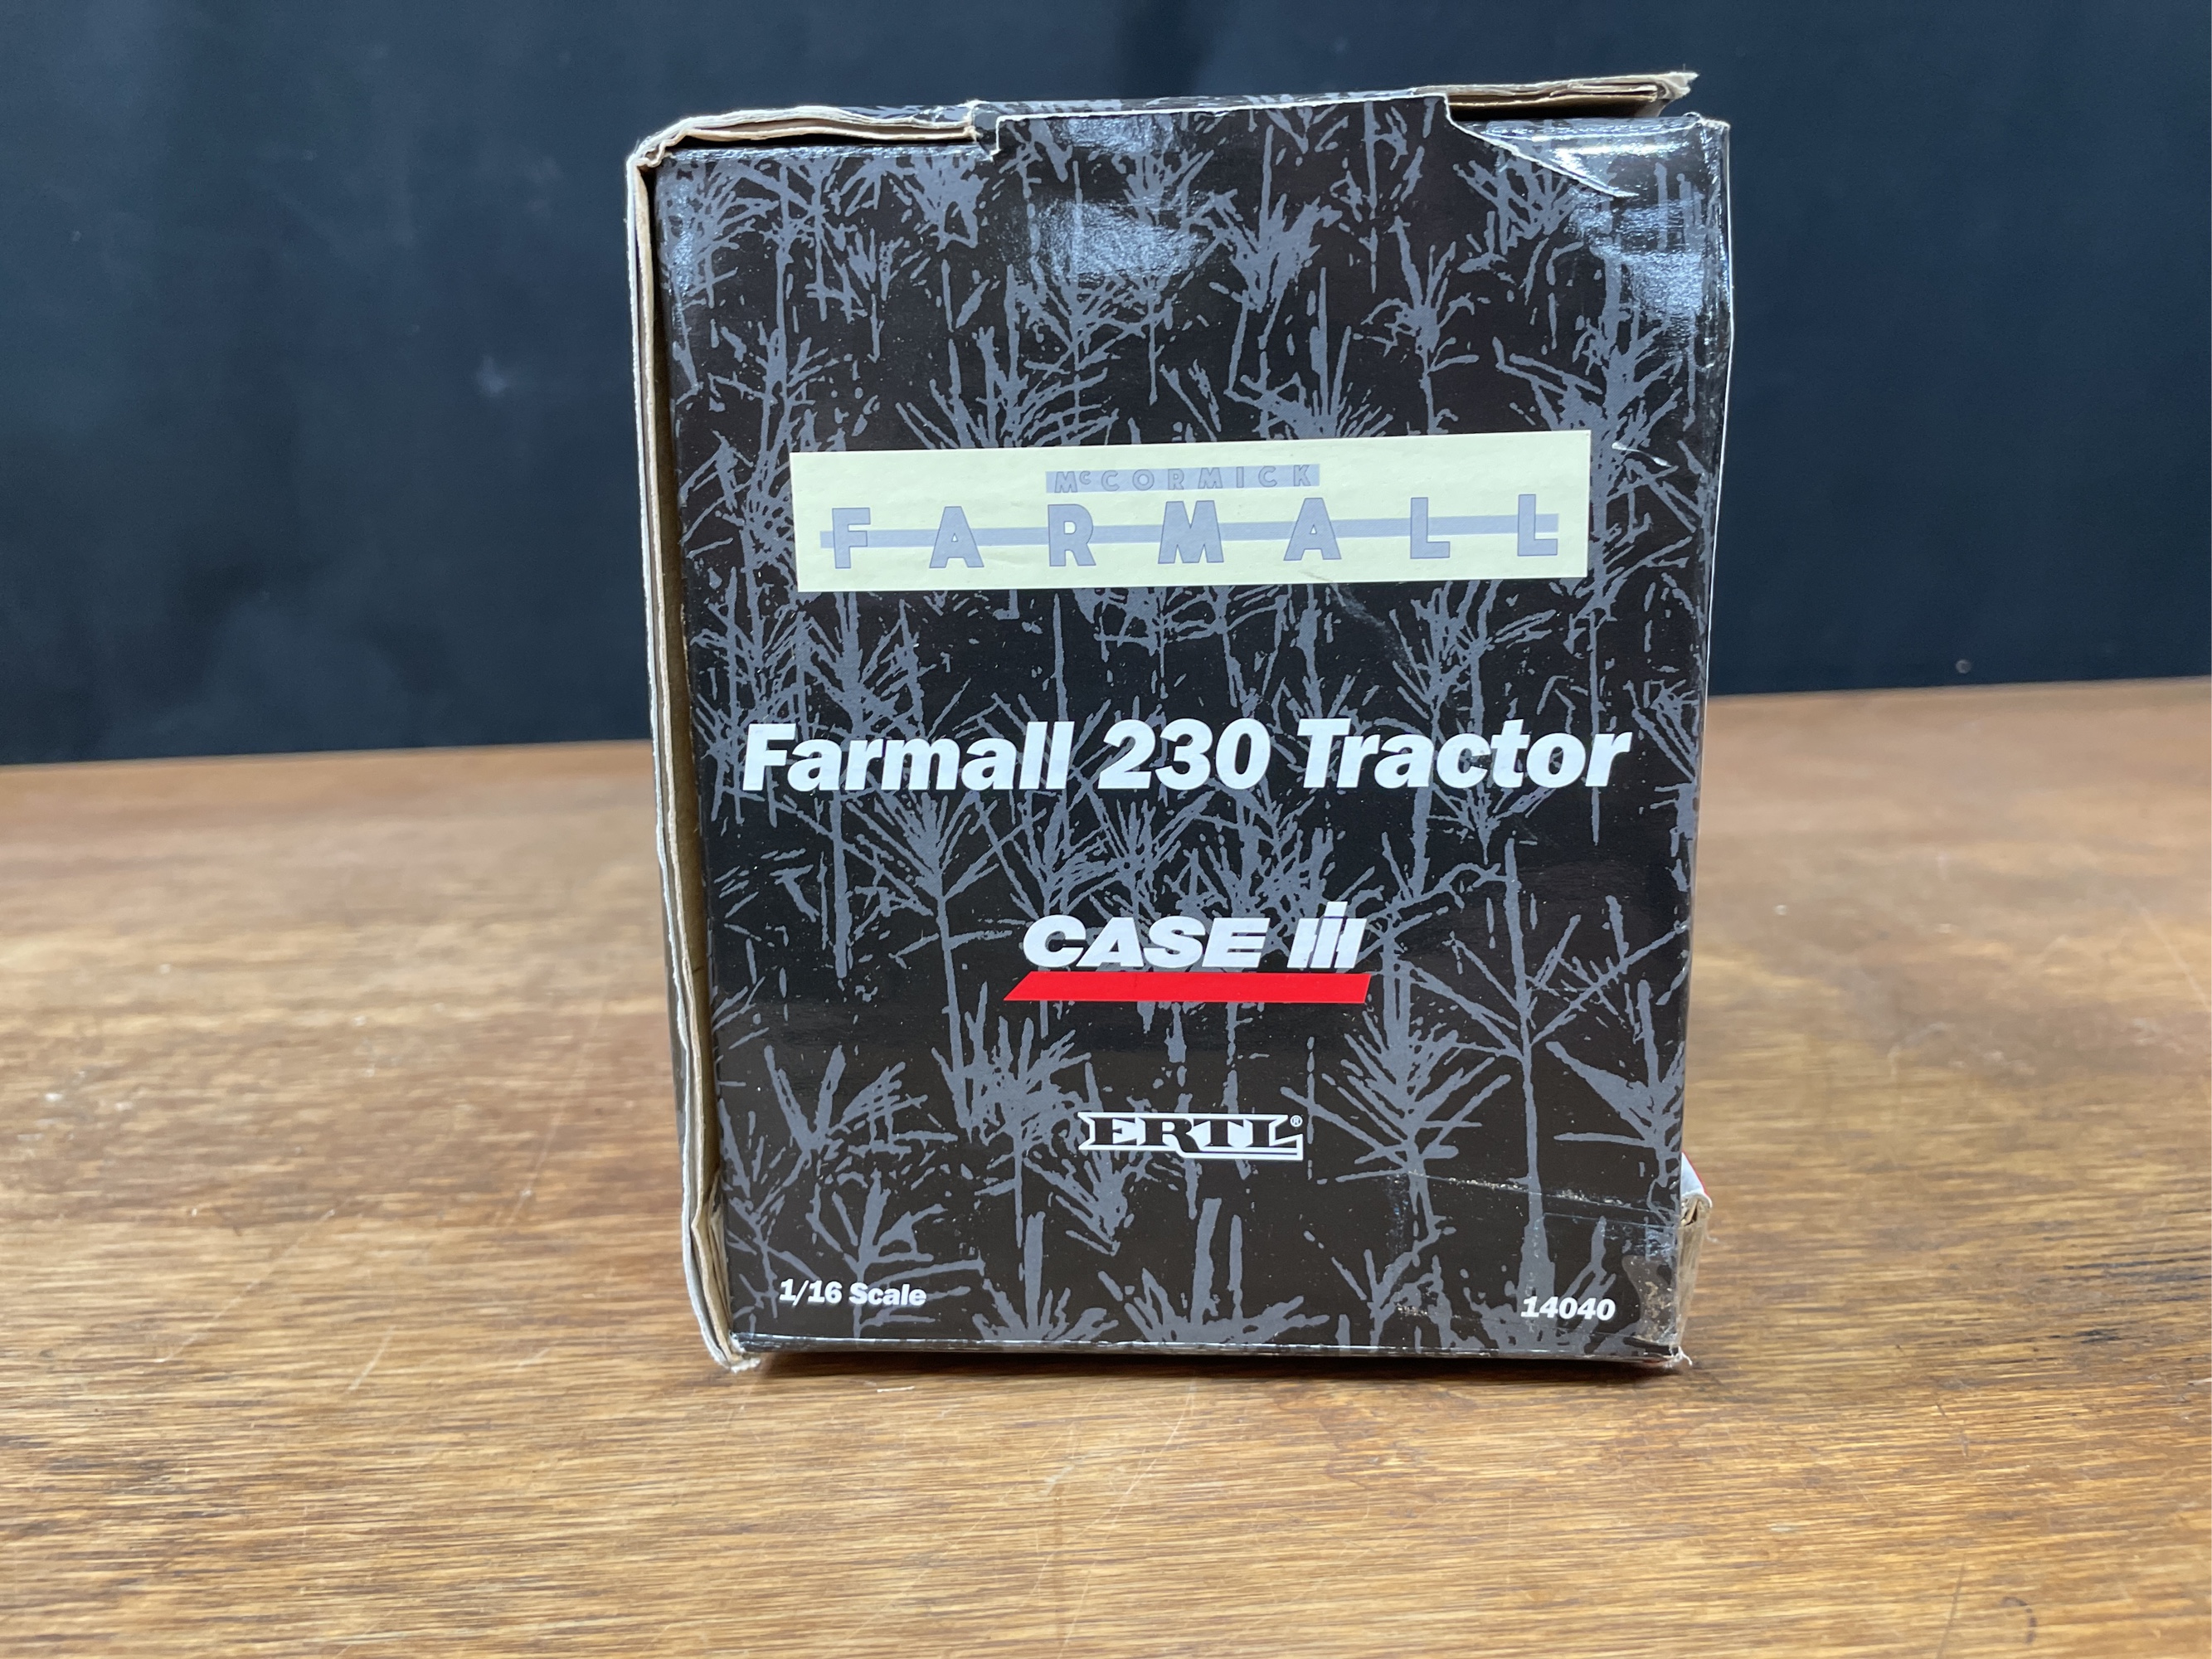 McCORMICK
FARMALL
Farmall 230 Tractor
CASE IH
ERTL®
1/16 Scale
14040